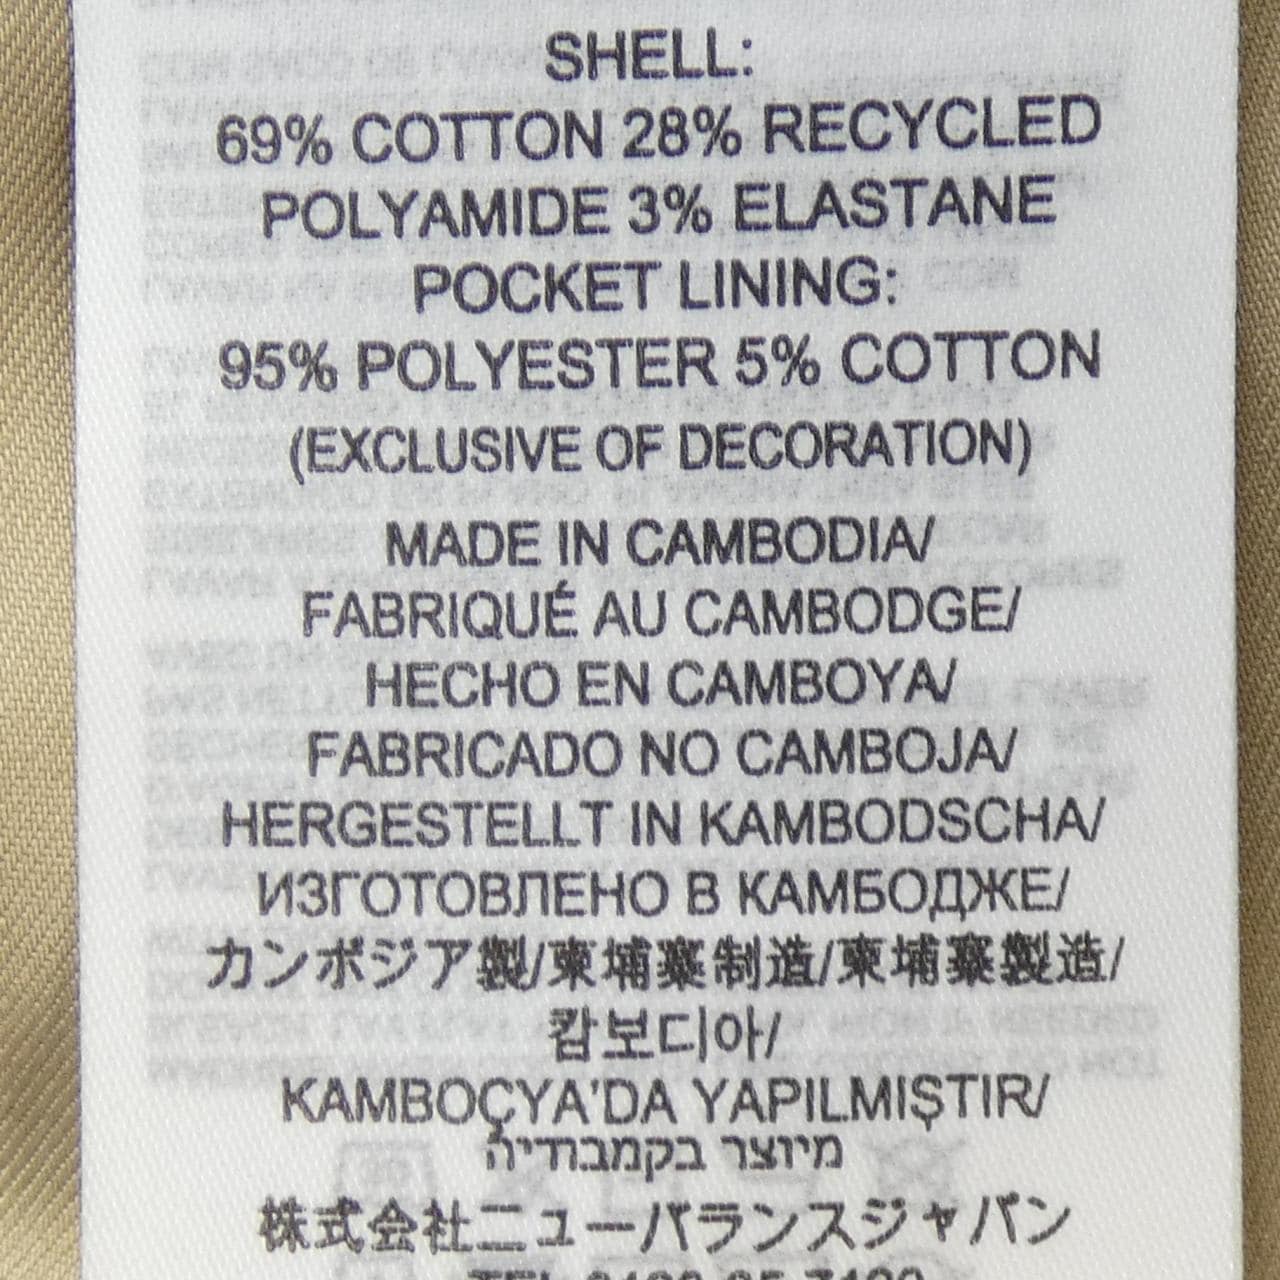 SHELL:
69% COTTON 28% RECYCLED
POLYAMIDE 3% ELASTANE
POCKET LINING:
95% POLYESTER 5% COTTON
(EXCLUSIVE OF DECORATION)
MADE IN CAMBODIA/
FABRIQUÉ AU CAMBODGE/
HECHO EN CAMBOYA/
FABRICADO NO CAMBOJA/
HERGESTELLT IN KAMBODSCHA/
ИЗГОТОВЛЕНО В КАМБОДЖЕ/
カンボジア製/柬埔寨制造/柬埔寨製造/
캄보디아/
KAMBOÇYA'DA YAPILMIŞTIR/
מיוצר בקמבודיה
株式会社ニューバランスジャパン
TEL